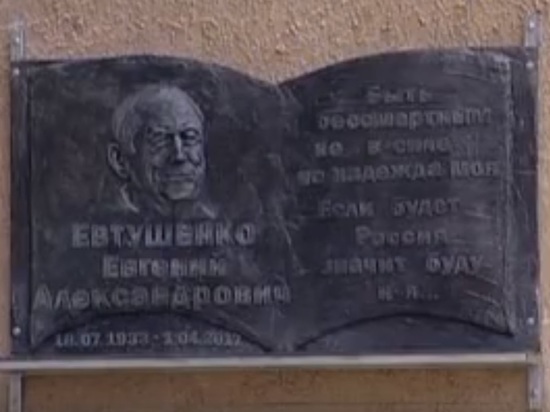 ЕВТУШЕНКО
Евгений
Александрович
18.07.1933 - 1.04.2017
Быть
бессмертным
не в силе
но надежда моя
Если будет
Россия
значит буду
и я...